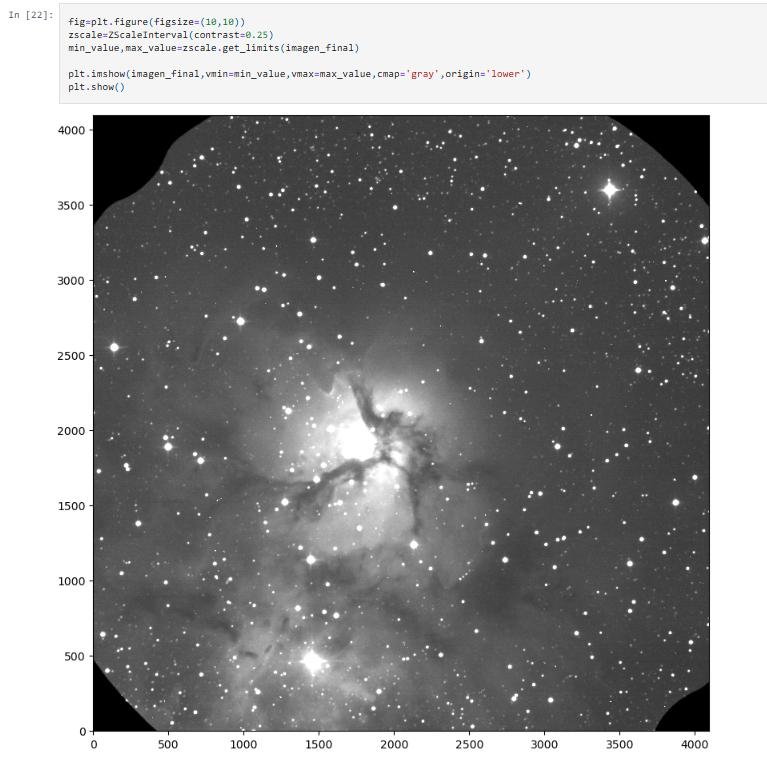 In [22]:
fig=plt.figure(figsize=(10,10))
zscale=ZScaleInterval(contrast=0.25)
min_value,max_value=zscale.get_limits(imagen_final)
plt.imshow(imagen_final,vmin=min_value,vmax=max_value,cmap='gray',origin='lower')
plt.show()
4000
3500
3000
2500
2000
1500
1000
500
0
0 500 1000 1500 2000 2500 3000 3500 4000